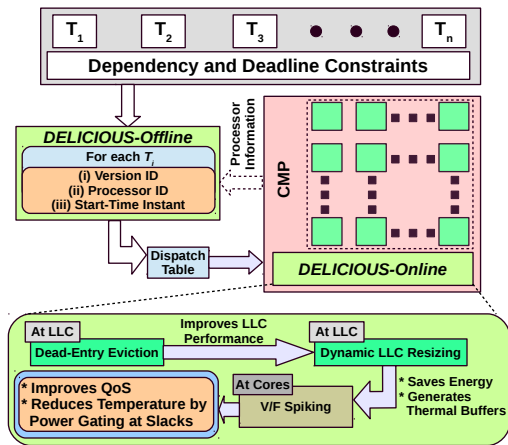 T1 T2 T3 Tn
Dependency and Deadline Constraints
DELICIOUS-Offline
For each Ti
(i) Version ID
(ii) Processor ID
(iii) Start-Time Instant
Processor
Information
CMP
Dispatch
Table
DELICIOUS-Online
At LLC
Dead-Entry Eviction
Improves LLC
Performance
At LLC
Dynamic LLC Resizing
* Saves Energy
* Generates
Thermal Buffers
At Cores
V/F Spiking
* Improves QoS
* Reduces Temperature by
Power Gating at Slacks